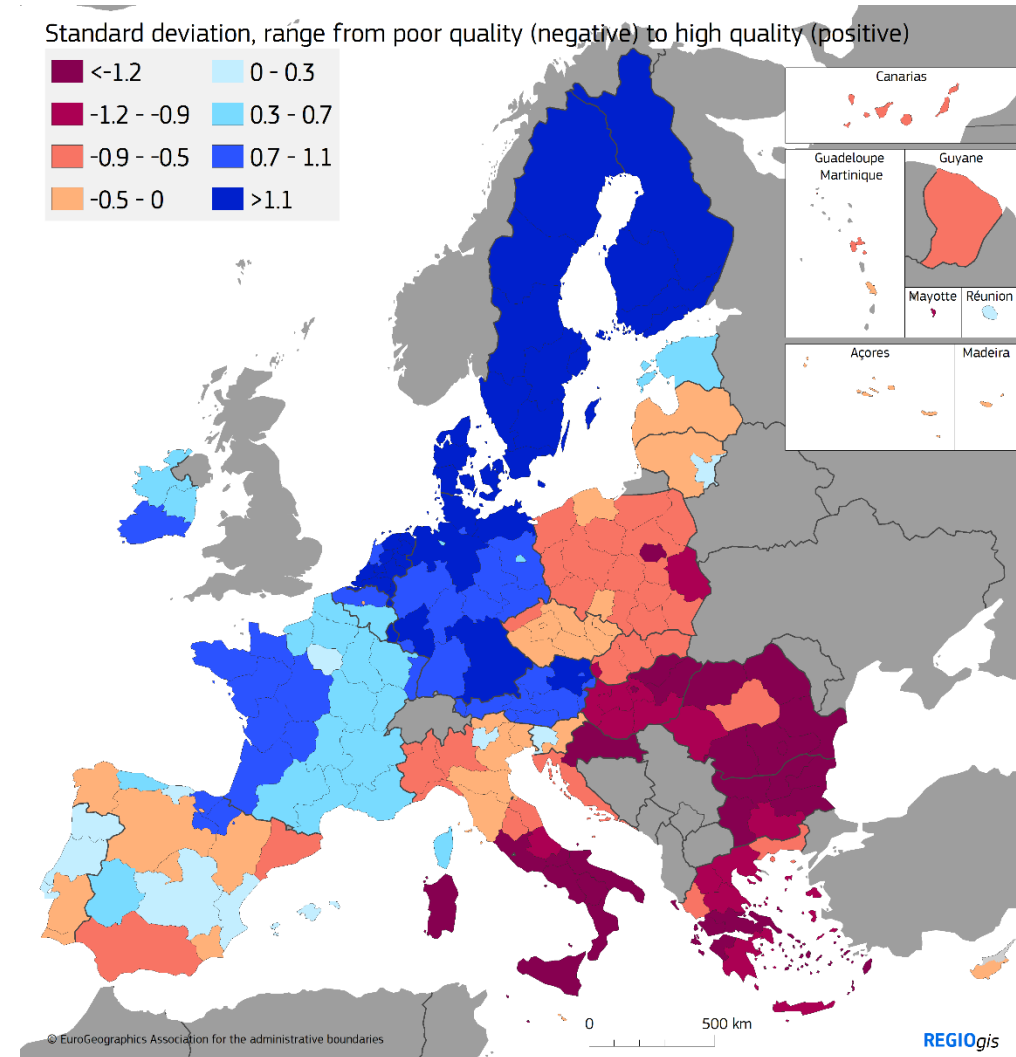 Standard deviation, range from poor quality (negative) to high quality (positive)
<-1.2
0 - 0.3
-1.2 - -0.9
0.3 - 0.7
-0.9 - -0.5
0.7 - 1.1
-0.5 - 0
>1.1
Canarias
Guadeloupe
Martinique
Guyane
Mayotte
Réunion
Açores
Madeira
0
500 km
© EuroGeographics Association for the administrative boundaries
REGIOgis